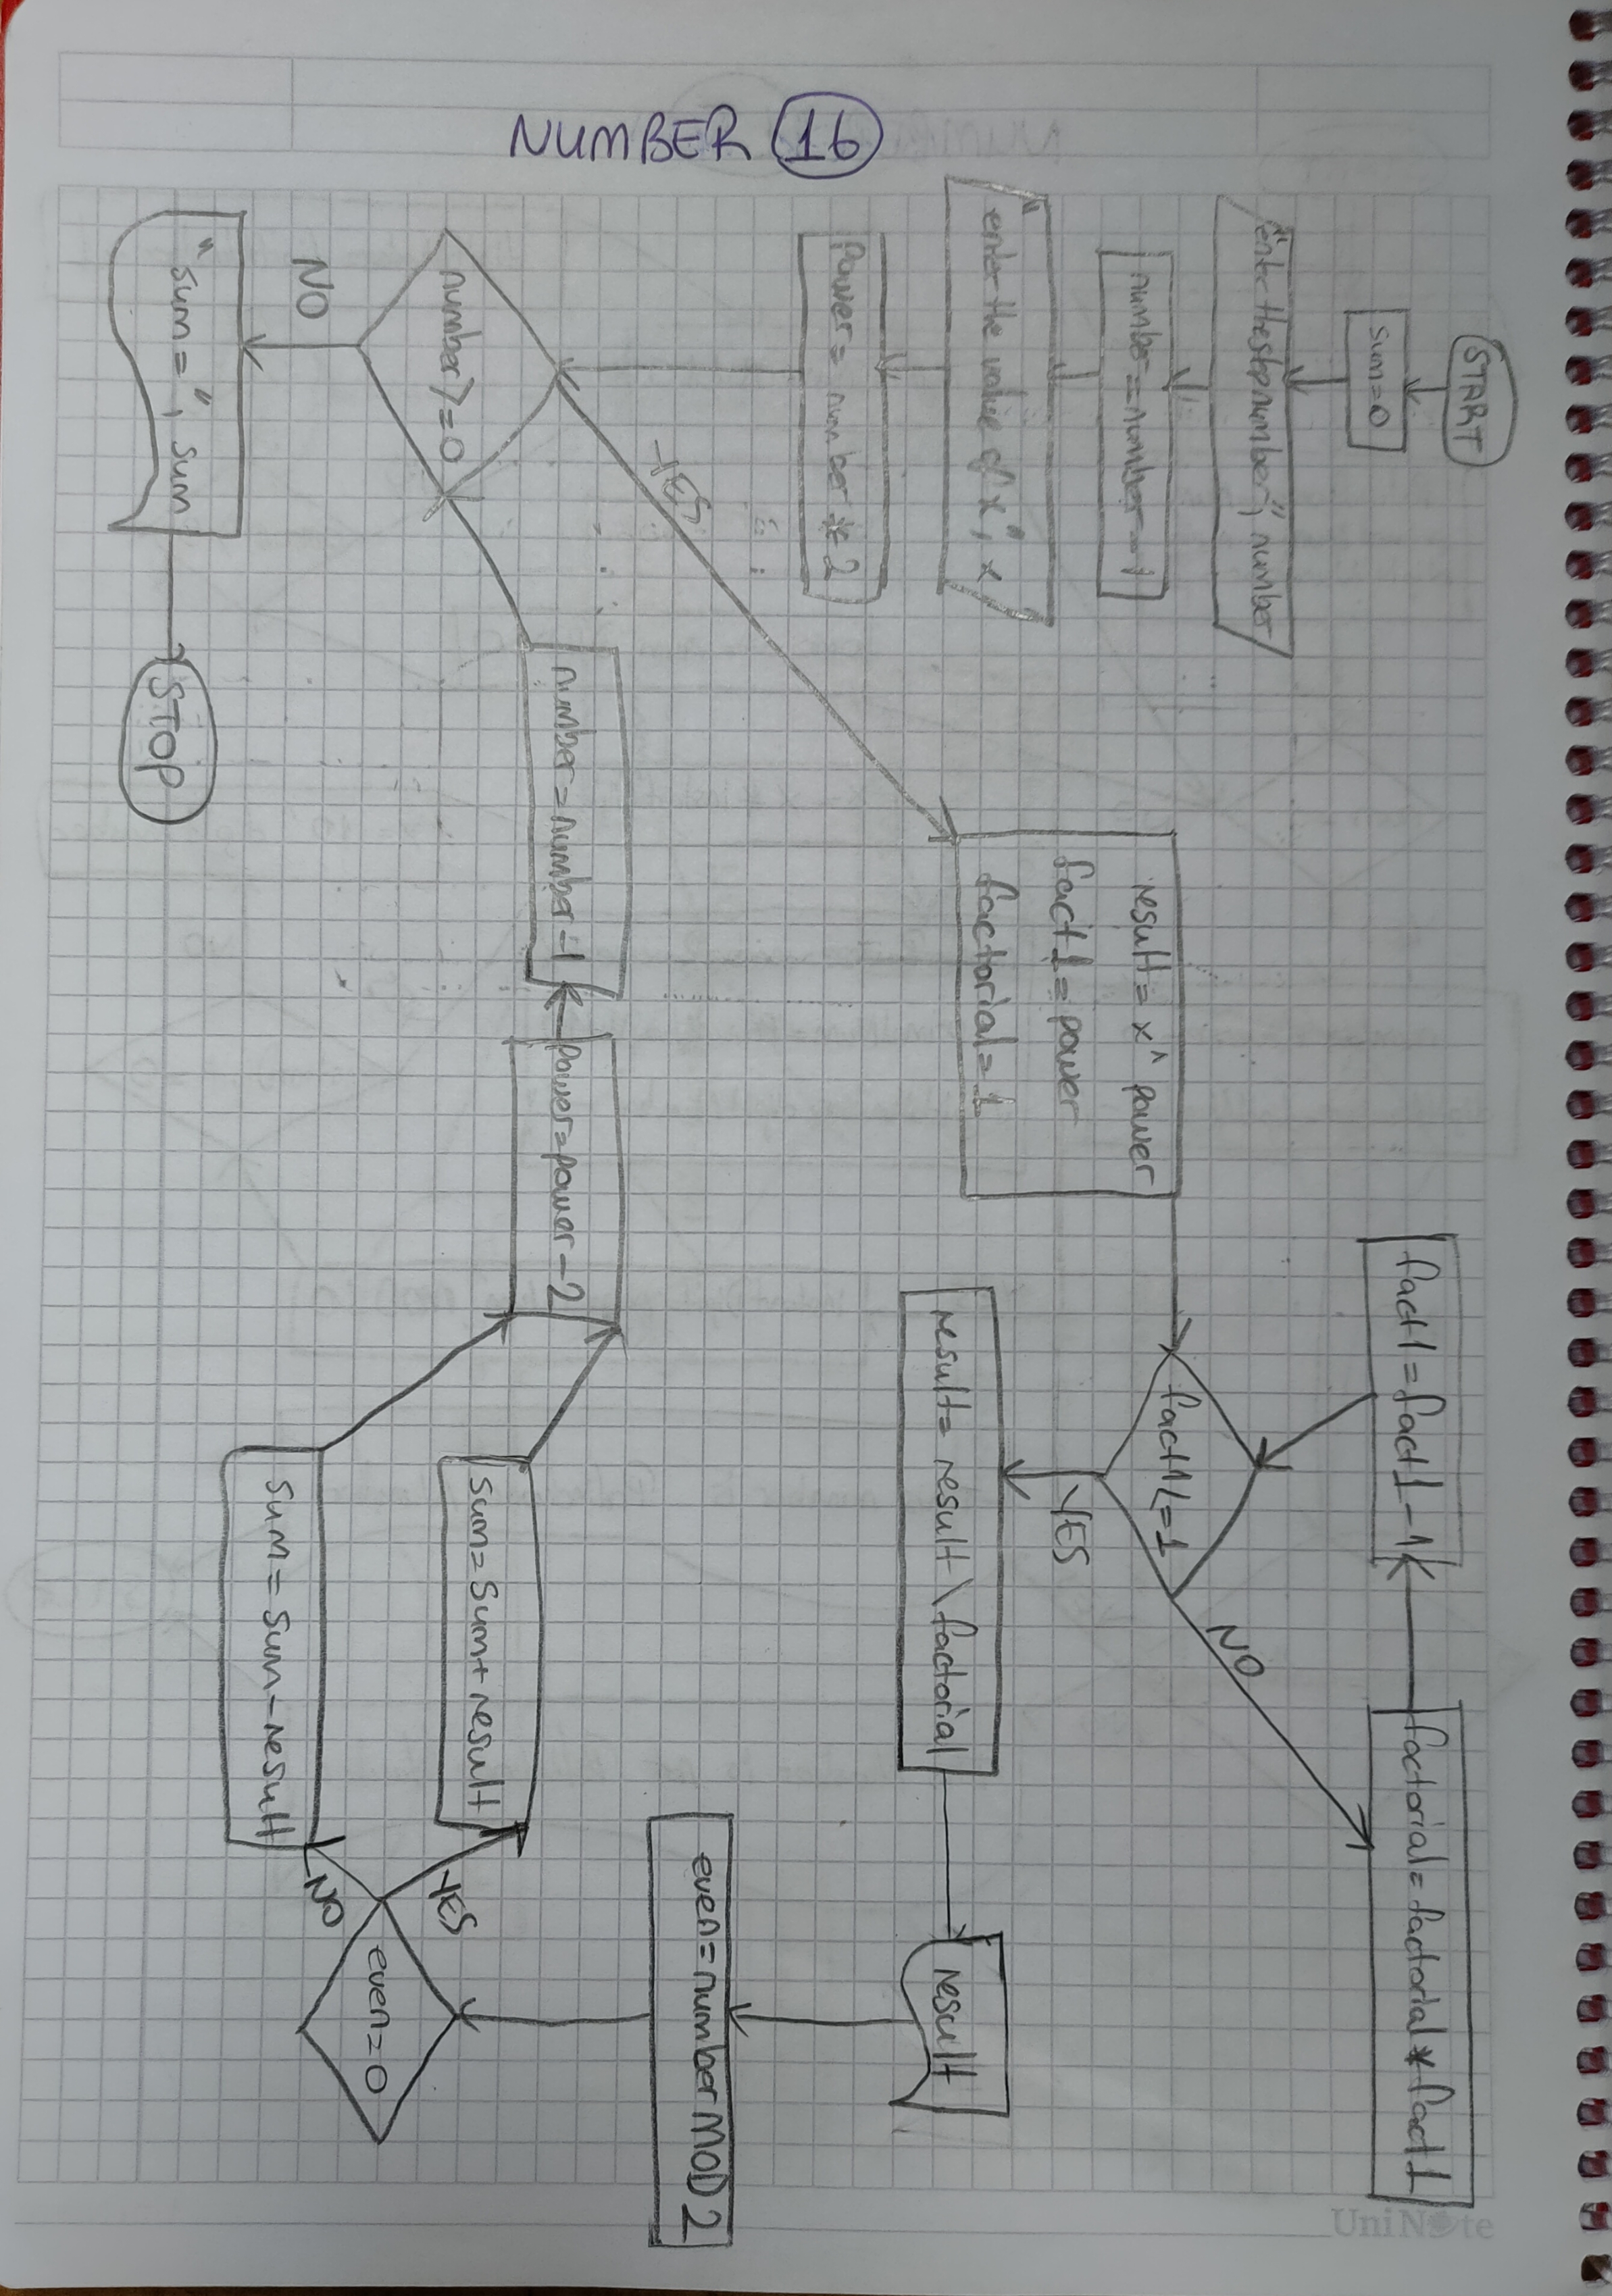 NUMBER 16
START
sum=0
"enter the step number", number
number=number-1
enter the value of x", x
Power= number * 2
number>=0
YES
NO
"sum=", sum
STOP
result= x^ power
fact1=power
factorial=1
fact1<=1
NO
factorial=factorial*fact1
fact1=fact1-1
YES
result= result\factorial
result
even=number MOD 2
even=0
YES
sum=sum+result
NO
sum=sum-result
power=power-2
number=number-1
UniNote